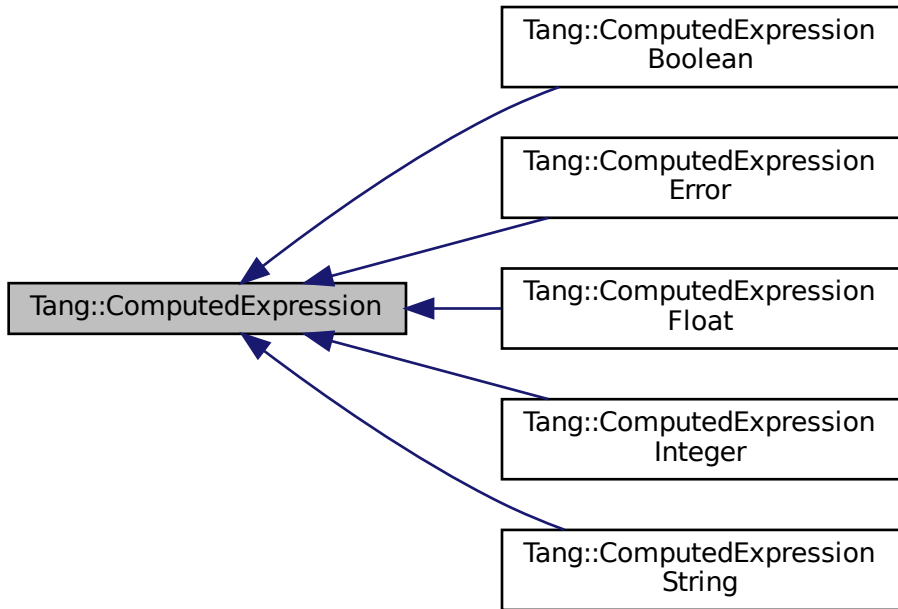 Tang::ComputedExpression
Boolean
Tang::ComputedExpression
Error
Tang::ComputedExpression
Tang::ComputedExpression
Float
Tang::ComputedExpression
Integer
Tang::ComputedExpression
String